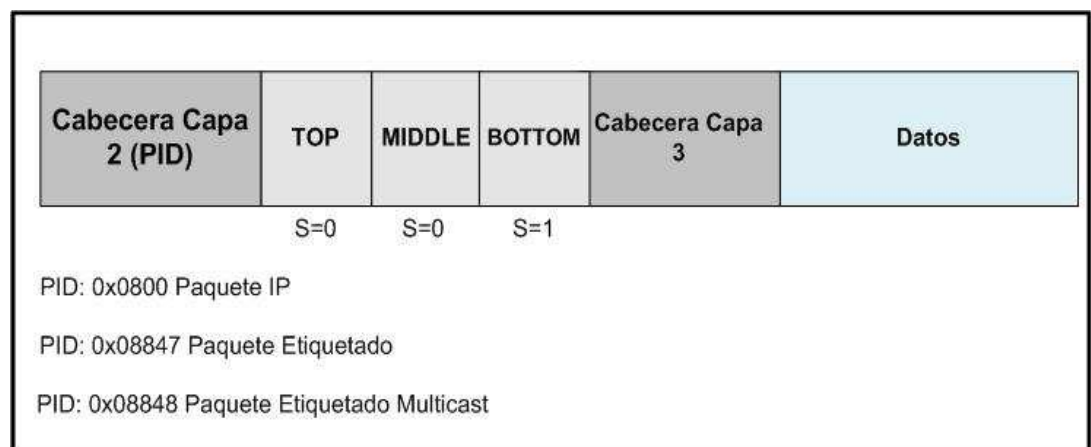 Cabecera Capa
2 (PID)
TOP
MIDDLE
BOTTOM
Cabecera Capa
3
Datos
S=0
S=0
S=1
PID: 0x0800 Paquete IP
PID: 0x08847 Paquete Etiquetado
PID: 0x08848 Paquete Etiquetado Multicast